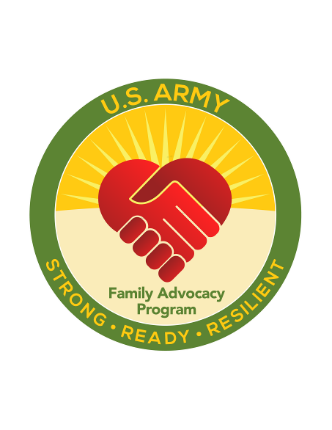 U.S. ARMY
Family Advocacy
Program
STRONG • READY • RESILIENT